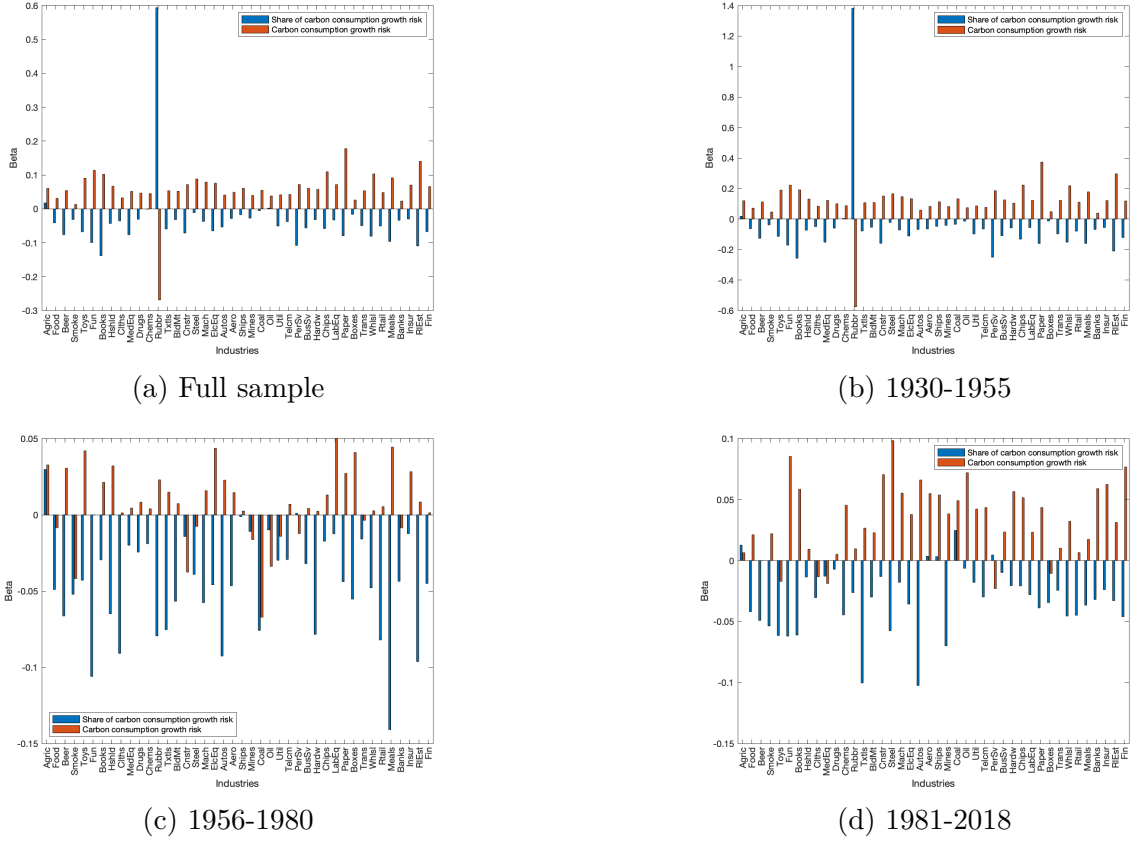 Share of carbon consumption growth risk
Carbon consumption growth risk
Beta
0.6
0.5
0.4
0.3
0.2
0.1
0
-0.1
-0.2
-0.3
Agric Food Beer Smoke Toys Fun Books Hshld Clths MedEq Drugs Chems Rubbr Txtls BldMt Cnstr Steel Mach ElcEq Autos Aero Ships Mines Coal Oil Util Telcm PerSv BusSv Hardw Chips LabEq Paper Boxes Trans Whlsl Rtail Meals Banks Insur RlEst Fin
Industries
(a) Full sample
Share of carbon consumption growth risk
Carbon consumption growth risk
Beta
1.4
1.2
1
0.8
0.6
0.4
0.2
0
-0.2
-0.4
-0.6
Agric Food Beer Smoke Toys Fun Books Hshld Clths MedEq Drugs Chems Rubbr Txtls BldMt Cnstr Steel Mach ElcEq Autos Aero Ships Mines Coal Oil Util Telcm PerSv BusSv Hardw Chips LabEq Paper Boxes Trans Whlsl Rtail Meals Banks Insur RlEst Fin
Industries
(b) 1930-1955
Beta
0.05
0
-0.05
-0.1
-0.15
Share of carbon consumption growth risk
Carbon consumption growth risk
Agric Food Beer Smoke Toys Fun Books Hshld Clths MedEq Drugs Chems Rubbr Txtls BldMt Cnstr Steel Mach ElcEq Autos Aero Ships Mines Coal Oil Util Telcm PerSv BusSv Hardw Chips LabEq Paper Boxes Trans Whlsl Rtail Meals Banks Insur RlEst Fin
Industries
(c) 1956-1980
Share of carbon consumption growth risk
Carbon consumption growth risk
Beta
0.1
0.05
0
-0.05
-0.1
-0.15
Agric Food Beer Smoke Toys Fun Books Hshld Clths MedEq Drugs Chems Rubbr Txtls BldMt Cnstr Steel Mach ElcEq Autos Aero Ships Mines Coal Oil Util Telcm PerSv BusSv Hardw Chips LabEq Paper Boxes Trans Whlsl Rtail Meals Banks Insur RlEst Fin
Industries
(d) 1981-2018